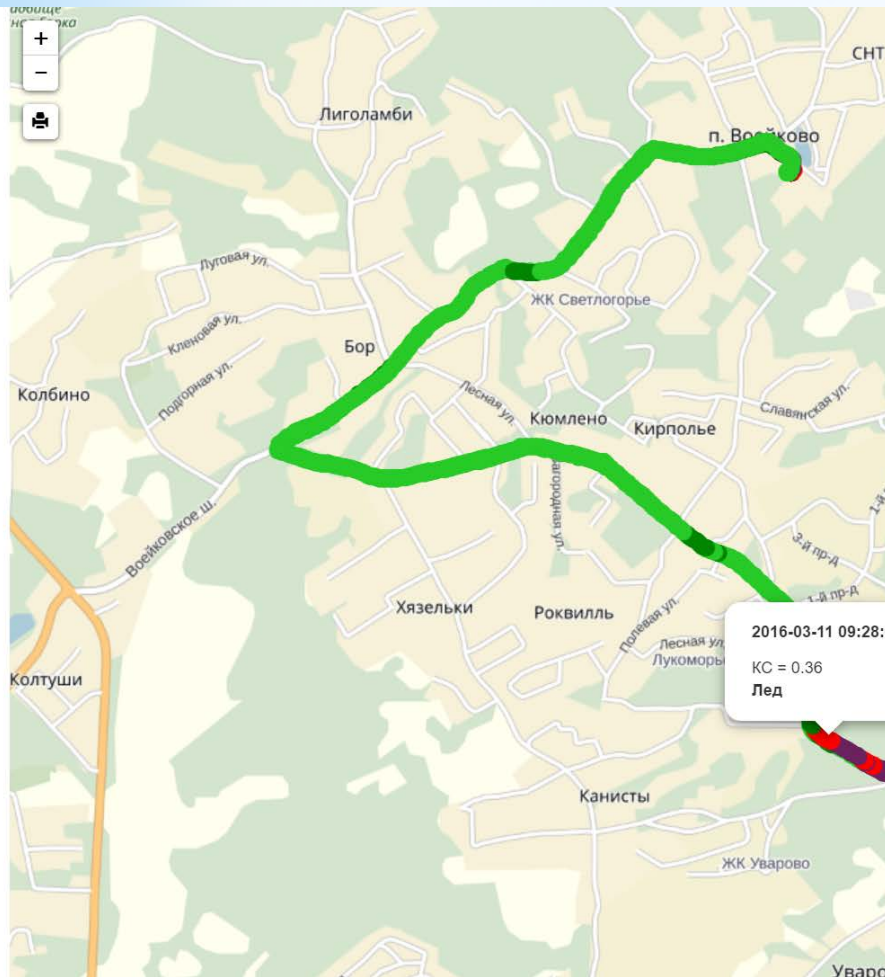 +
−
СНТ
Лиголамби
п. Воейково
Луговая ул.
ЖК Светлогорье
Кленовая ул.
Бор
Подгорная ул.
Колбино
Лесная ул.
Славянская ул.
Кюмлено
Кирполье
Воейковское ш.
3-й пр-д
1-й пр-д
Хязельки
Роквилль
Полевая ул.
2016-03-11 09:28:
Лесная ул
Лукоморье
КС = 0.36
Колтуши
Лед
Канисты
ЖК Уварово
Уваро